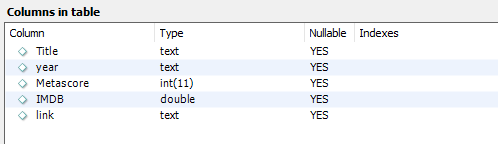 Columns in table
Column Type Nullable Indexes
Title text YES
year text YES
Metascore int(11) YES
IMDB double YES
link text YES